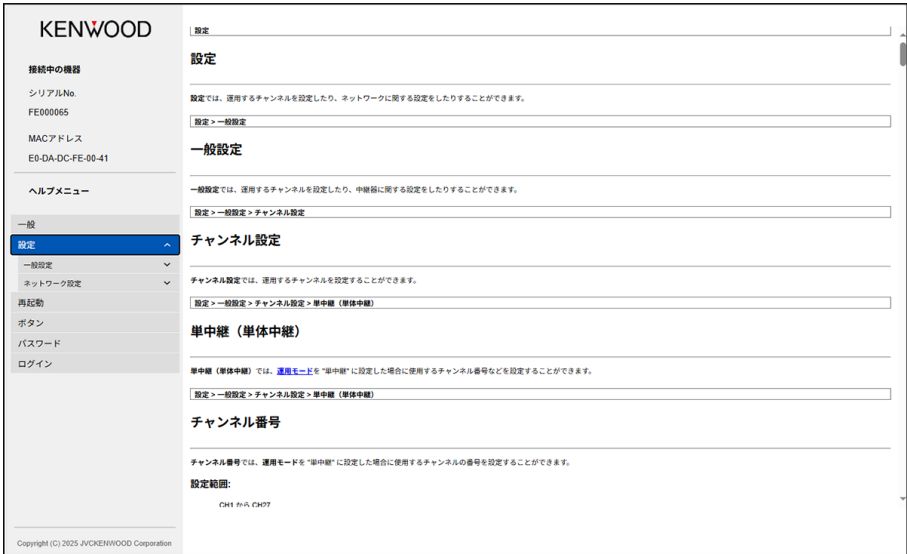 KENWOOD
接続中の機器
シリアルNo.
FE000065
MACアドレス
E0-DA-DC-FE-00-41
ヘルプメニュー
一般
設定
一般設定
ネットワーク設定
再起動
ボタン
パスワード
ログイン
Copyright (C) 2025 JVCKENWOOD Corporation
設定
設定
設定では、運用するチャンネルを設定したり、ネットワークに関する設定をしたりすることができます。
設定 > 一般設定
一般設定
一般設定では、運用するチャンネルを設定したり、中継器に関する設定をしたりすることができます。
設定 > 一般設定 > チャンネル設定
チャンネル設定
チャンネル設定では、運用するチャンネルを設定することができます。
設定 > 一般設定 > チャンネル設定 > 単中継（単体中継）
単中継（単体中継）
単中継（単体中継）では、運用モードを "単中継" に設定した場合に使用するチャンネル番号などを設定することができます。
設定 > 一般設定 > チャンネル設定 > 単中継（単体中継）
チャンネル番号
チャンネル番号では、運用モードを "単中継" に設定した場合に使用するチャンネルの番号を設定することができます。
設定範囲:
CH1 から CH27